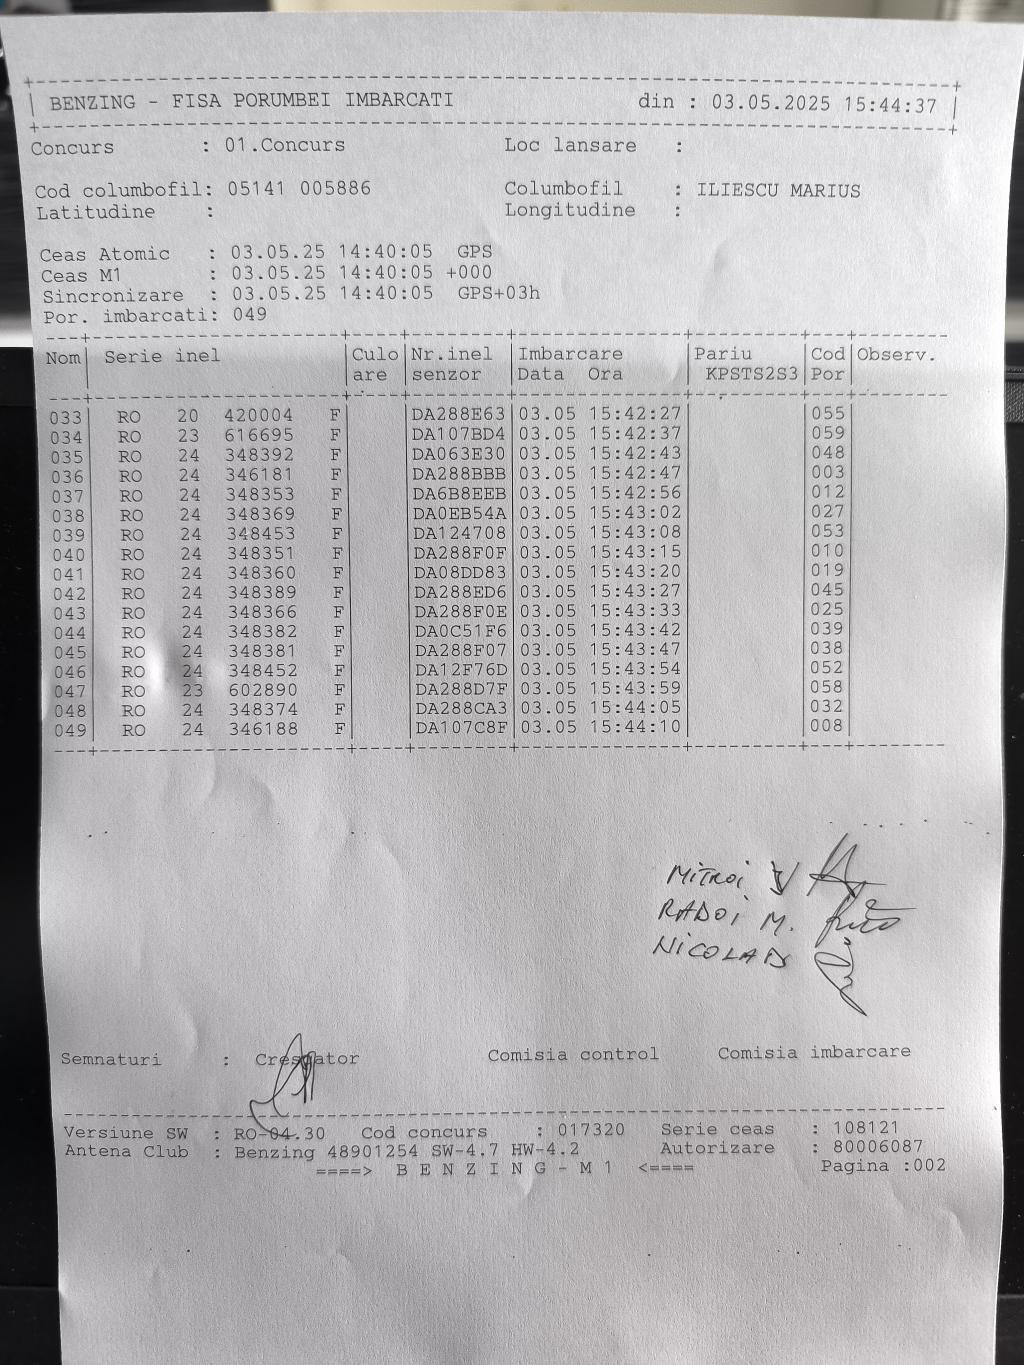 BENZING - FISA PORUMBEI IMBARCATI din : 03.05.2025 15:44:37
Concurs : 01.Concurs Loc lansare :
Cod columbofil: 05141 005886 Columbofil : ILIESCU MARIUS
Latitudine : Longitudine :
Ceas Atomic : 03.05.25 14:40:05 GPS
Ceas M1 : 03.05.25 14:40:05 +000
Sincronizare : 03.05.25 14:40:05 GPS+03h
Por. imbarcati: 049
Nom| Serie inel |Culo|Nr.inel |Imbarcare |Pariu |Cod|Observ.
| |are |senzor |Data Ora | KPSTS2S3|Por|
033| RO 20 420004 F| |DA288E63|03.05 15:42:27| |055|
034| RO 23 616695 F| |DA107BD4|03.05 15:42:37| |059|
035| RO 24 348392 F| |DA063E30|03.05 15:42:43| |048|
036| RO 24 346181 F| |DA288BBB|03.05 15:42:47| |003|
037| RO 24 348353 F| |DA6B8EEB|03.05 15:42:56| |012|
038| RO 24 348369 F| |DA0EB54A|03.05 15:43:02| |027|
039| RO 24 348453 F| |DA124708|03.05 15:43:08| |053|
040| RO 24 348351 F| |DA288F0F|03.05 15:43:15| |010|
041| RO 24 348360 F| |DA08DD83|03.05 15:43:20| |019|
042| RO 24 348389 F| |DA288ED6|03.05 15:43:27| |045|
043| RO 24 348366 F| |DA288F0E|03.05 15:43:33| |025|
044| RO 24 348382 F| |DA0C51F6|03.05 15:43:42| |039|
045| RO 24 348381 F| |DA288F07|03.05 15:43:47| |038|
046| RO 24 348452 F| |DA12F76D|03.05 15:43:54| |052|
047| RO 23 602890 F| |DA288D7F|03.05 15:43:59| |058|
048| RO 24 348374 F| |DA288CA3|03.05 15:44:05| |032|
049| RO 24 346188 F| |DA107C8F|03.05 15:44:10| |008|
MITROI
RADOI M.
Semnaturi : Crescator Comisia control Comisia imbarcare
Versiune SW : RO-04.30 Cod concurs : 017320 Serie ceas : 108121
Antena Club : Benzing 48901254 SW-4.7 HW-4.2 Autorizare : 80006087
====> B E N Z I N G - M 1 <==== Pagina :002